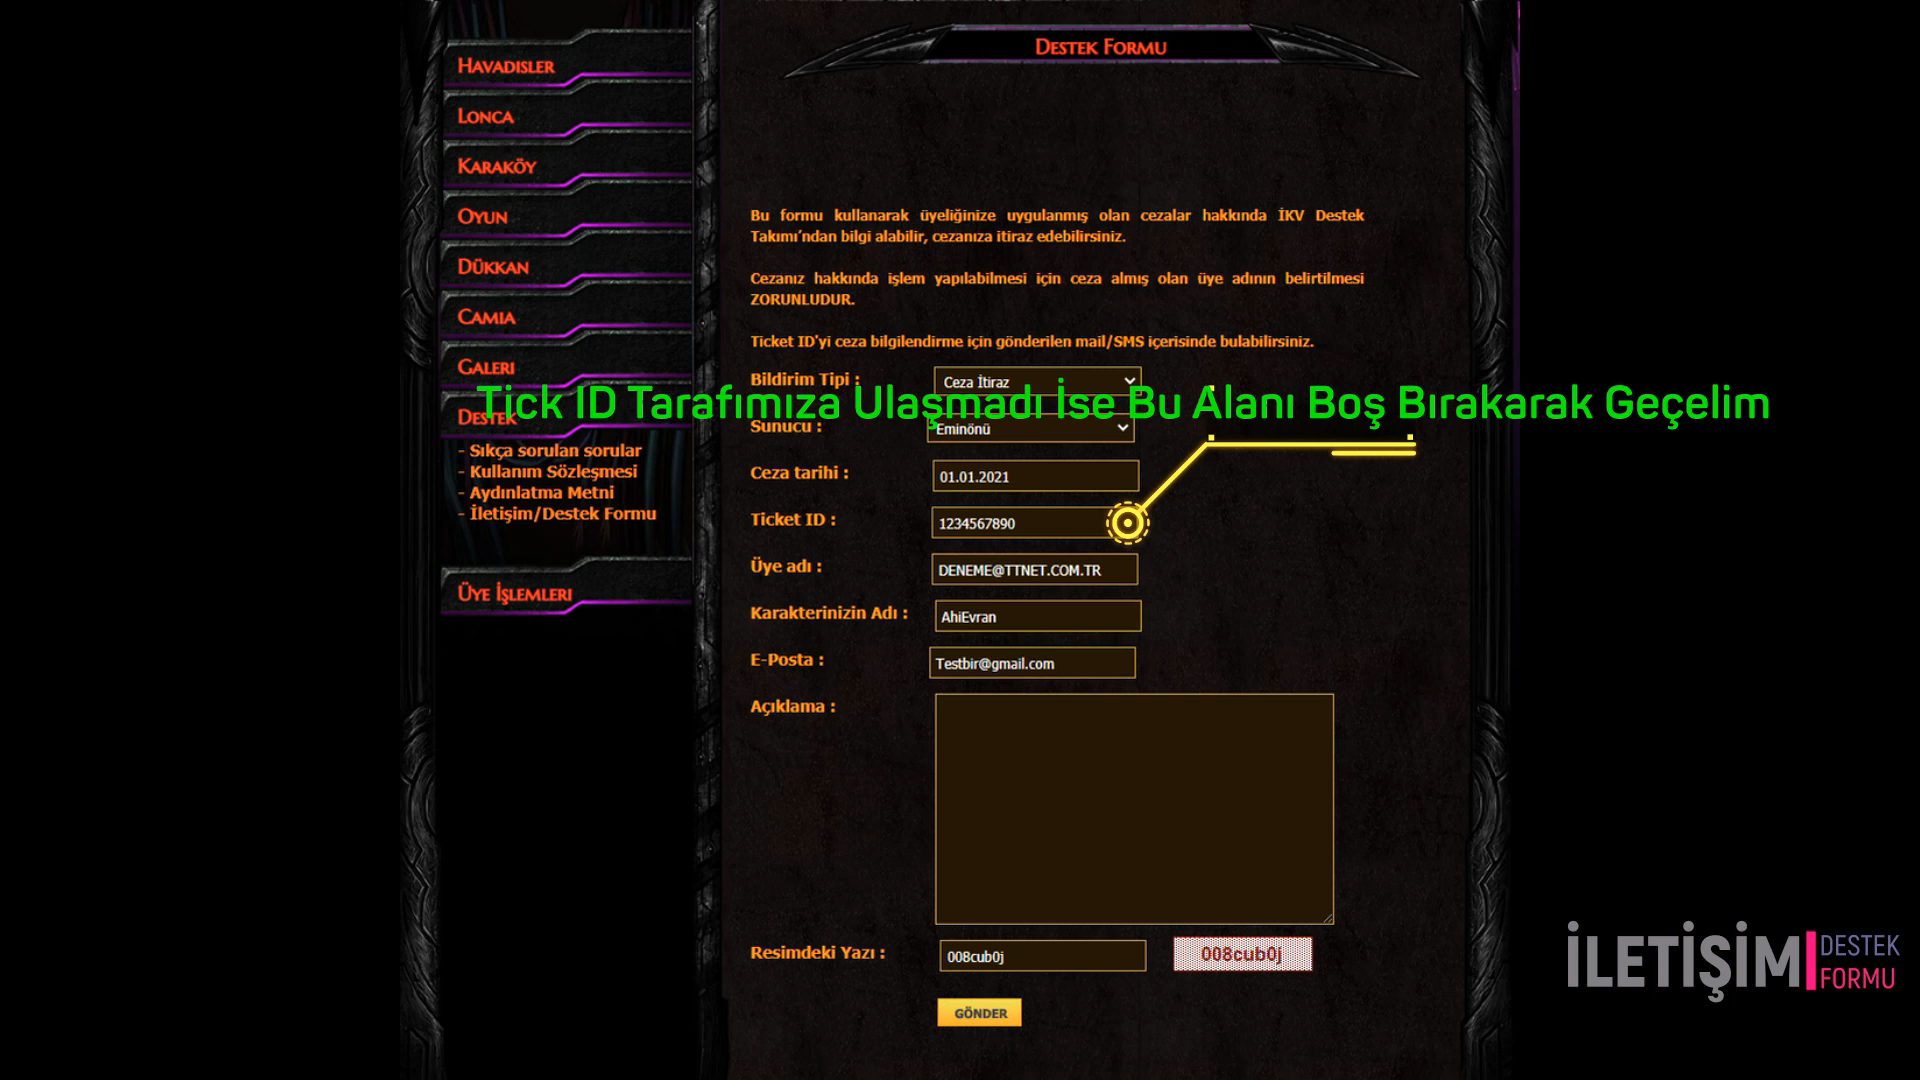 HAVADISLER
LONCA
KARAKÖY
OYUN
DÜKKAN
CAMIA
GALERI
DESTEK
- Sıkça sorulan sorular
- Kullanım Sözleşmesi
- Aydınlatma Metni
- İletişim/Destek Formu
ÜYE İŞLEMLERI
DESTEK FORMU
Bu formu kullanarak üyeliğinize uygulanmış olan cezalar hakkında İKV Destek
Takımı’ndan bilgi alabilir, cezanıza itiraz edebilirsiniz.
Cezanız hakkında işlem yapılabilmesi için ceza almış olan üye adının belirtilmesi
ZORUNLUDUR.
Ticket ID'yi ceza bilgilendirme için gönderilen mail/SMS içerisinde bulabilirsiniz.
Bildirim Tipi : Ceza İtiraz
Tick ID Tarafımıza Ulaşmadı İse Bu Alanı Boş Bırakarak Geçelim
Sunucu : Eminönü
Ceza tarihi : 01.01.2021
Ticket ID : 1234567890
Üye adı : DENEME@TTNET.COM.TR
Karakterinizin Adı : AhiEvran
E-Posta : Testbir@gmail.com
Açıklama :
Resimdeki Yazı : 008cub0j 008cub0j
GÖNDER
İLETİŞİM DESTEK
FORMU